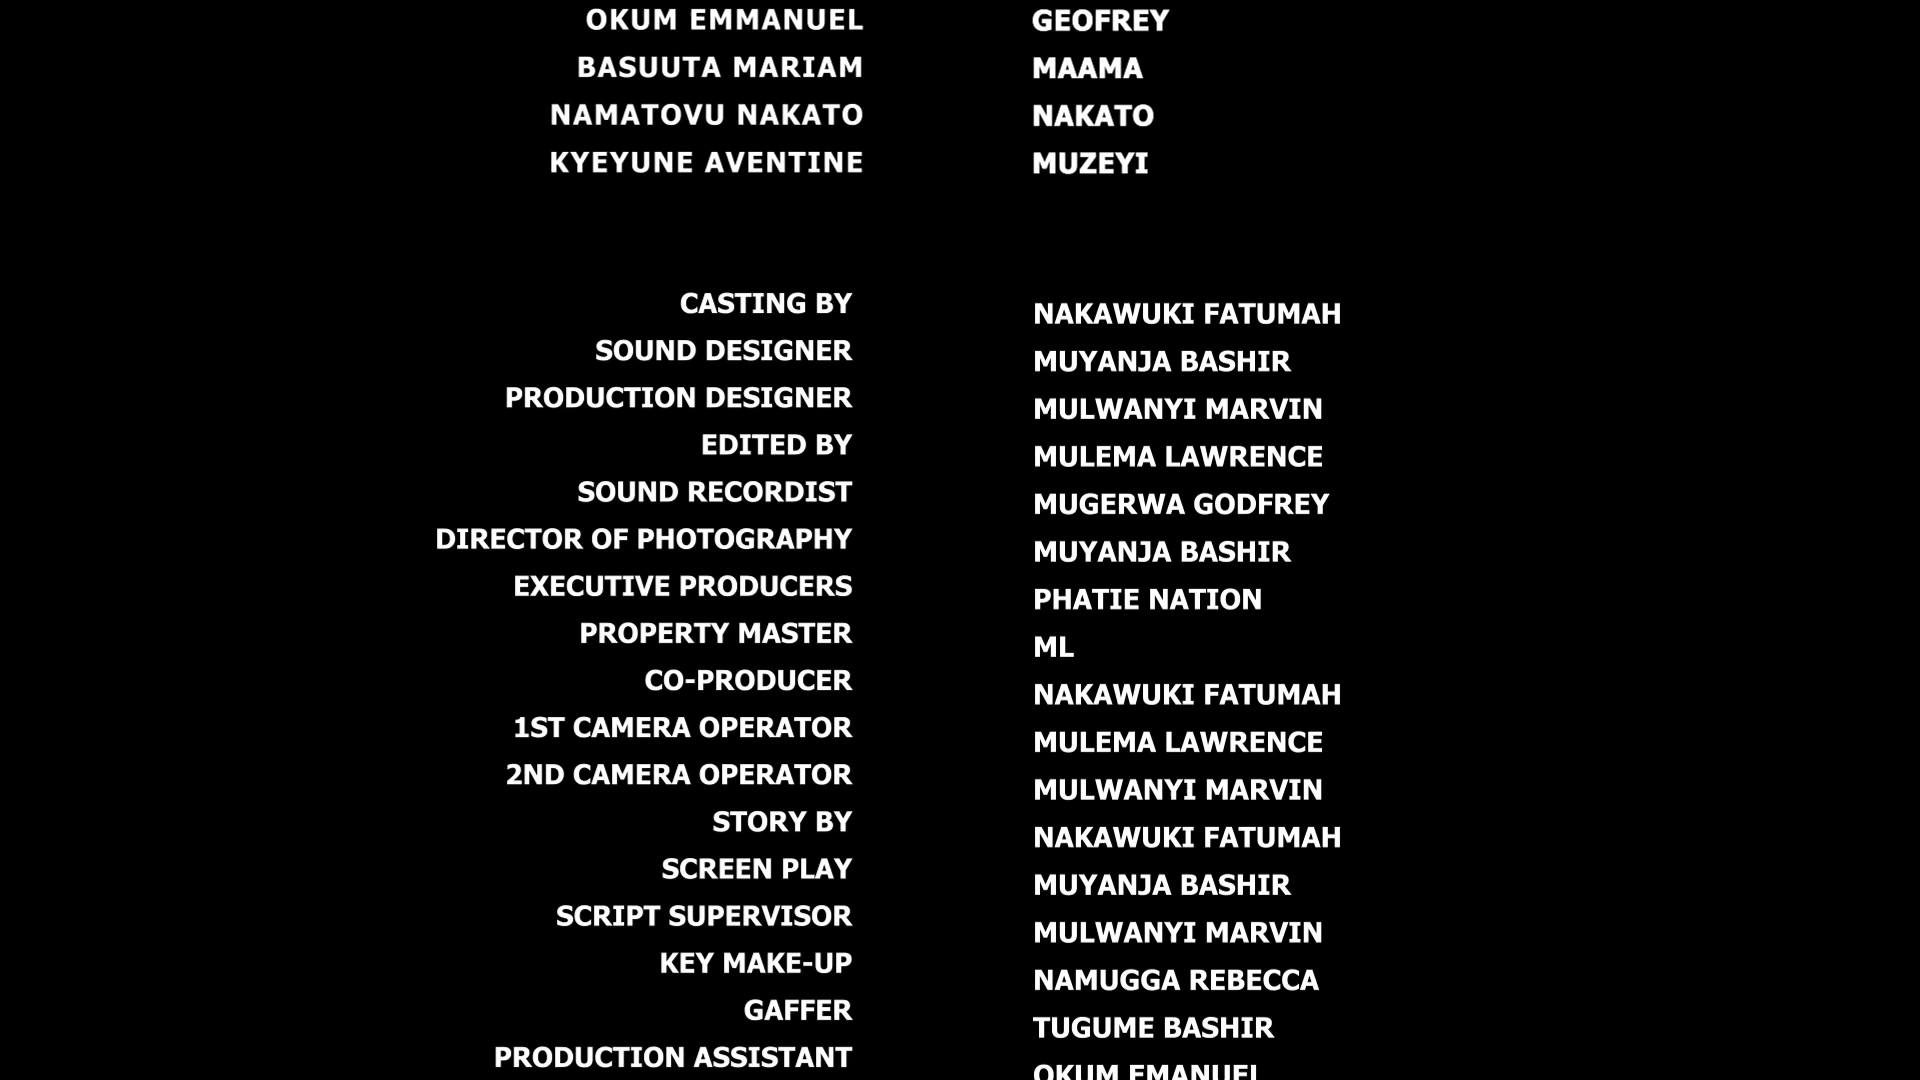 OKUM EMMANUEL GEOFREY
BASUUTA MARIAM MAAMA
NAMATOVU NAKATO NAKATO
KYEYUNE AVENTINE MUZEYI
CASTING BY NAKAWUKI FATUMAH
SOUND DESIGNER MUYANJA BASHIR
PRODUCTION DESIGNER MULWANYI MARVIN
EDITED BY MULEMA LAWRENCE
SOUND RECORDIST MUGERWA GODFREY
DIRECTOR OF PHOTOGRAPHY MUYANJA BASHIR
EXECUTIVE PRODUCERS PHATIE NATION
PROPERTY MASTER ML
CO-PRODUCER NAKAWUKI FATUMAH
1ST CAMERA OPERATOR MULEMA LAWRENCE
2ND CAMERA OPERATOR MULWANYI MARVIN
STORY BY NAKAWUKI FATUMAH
SCREEN PLAY MUYANJA BASHIR
SCRIPT SUPERVISOR MULWANYI MARVIN
KEY MAKE-UP NAMUGGA REBECCA
GAFFER TUGUME BASHIR
PRODUCTION ASSISTANT OKUM EMANUEL